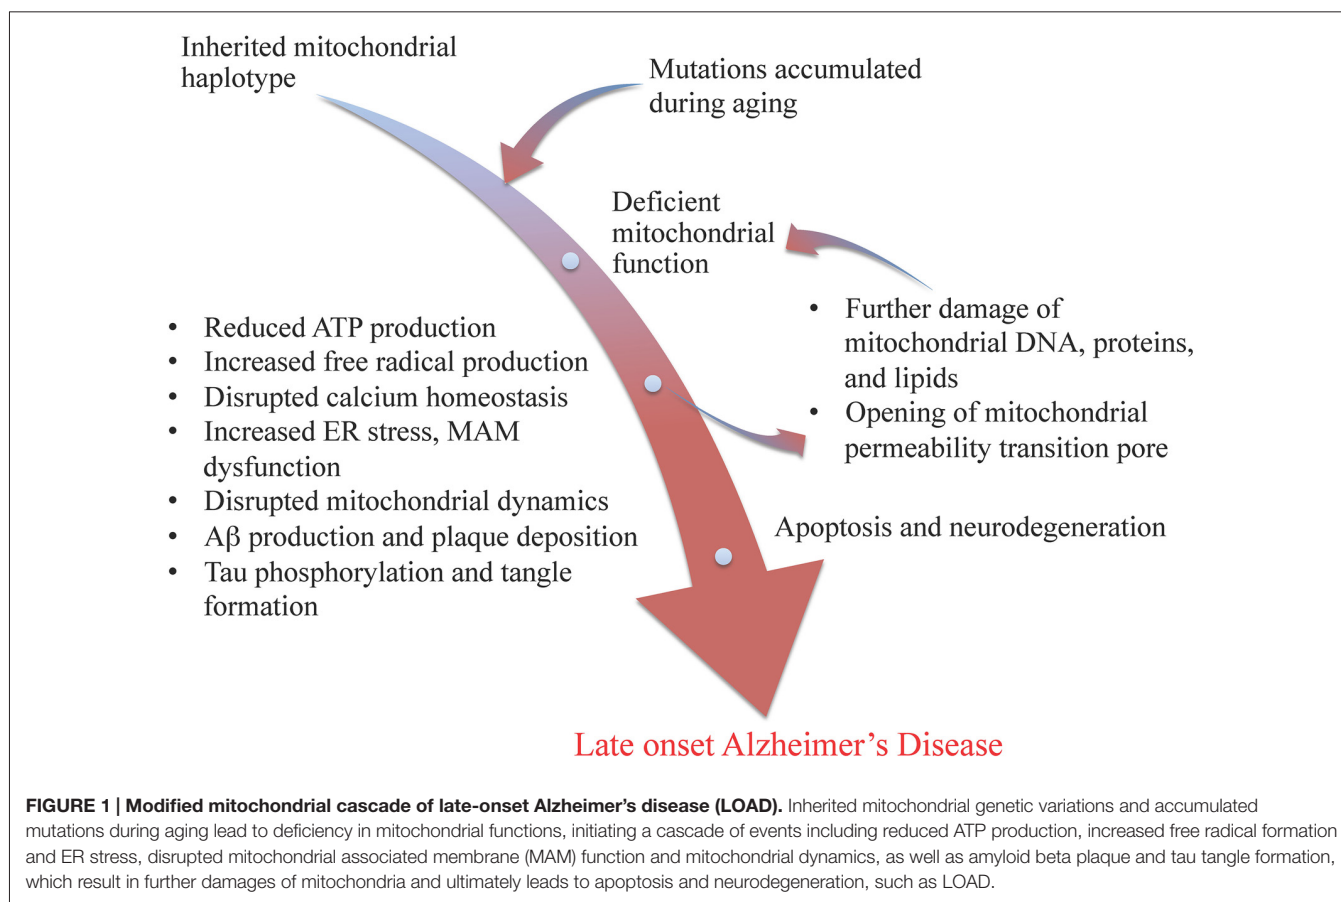 Inherited mitochondrial
haplotype
Mutations accumulated
during aging
Deficient
mitochondrial
function
• Reduced ATP production
• Increased free radical production
• Disrupted calcium homeostasis
• Increased ER stress, MAM
dysfunction
• Disrupted mitochondrial dynamics
• Aβ production and plaque deposition
• Tau phosphorylation and tangle
formation
• Further damage of
mitochondrial DNA, proteins,
and lipids
• Opening of mitochondrial
permeability transition pore
Apoptosis and neurodegeneration
Late onset Alzheimer’s Disease
FIGURE 1 | Modified mitochondrial cascade of late-onset Alzheimer’s disease (LOAD). Inherited mitochondrial genetic variations and accumulated
mutations during aging lead to deficiency in mitochondrial functions, initiating a cascade of events including reduced ATP production, increased free radical formation
and ER stress, disrupted mitochondrial associated membrane (MAM) function and mitochondrial dynamics, as well as amyloid beta plaque and tau tangle formation,
which result in further damages of mitochondria and ultimately leads to apoptosis and neurodegeneration, such as LOAD.